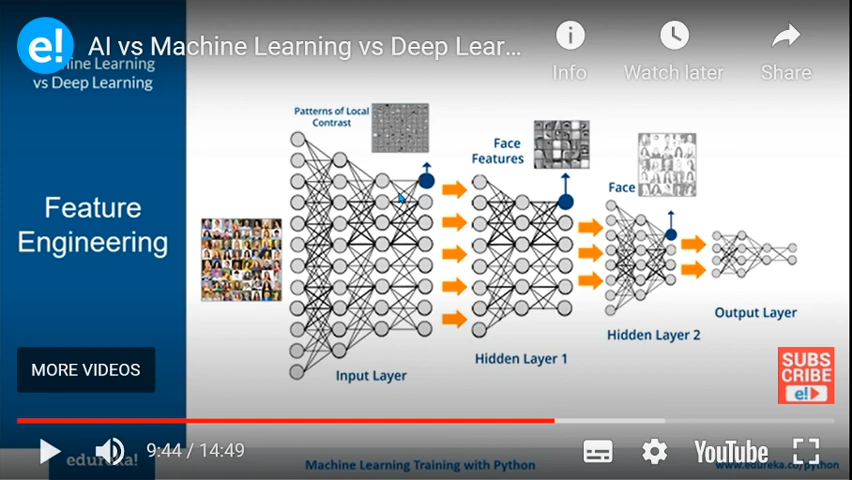 e!
AI vs Machine Learning vs Deep Lear...
Info
Watch later
Share
hine Learning
vs Deep Learning
Feature
Engineering
Patterns of Local
Contrast
Face
Features
Face
Input Layer
Hidden Layer 1
Hidden Layer 2
Output Layer
MORE VIDEOS
SUBS
CRIBE
e!
9:44 / 14:49
YouTube
edureka!
Machine Learning Training with Python
www.edureka.co/python